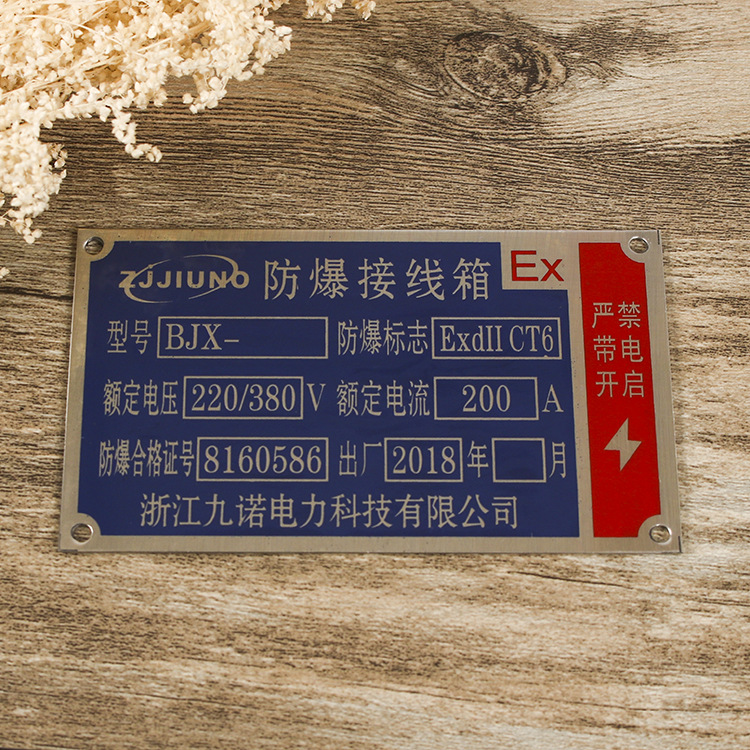 ZJJIUNO 防爆接线箱 Ex
型号 BJX- 防爆标志 ExdII CT6
额定电压 220/380 V 额定电流 200 A
防爆合格证号 8160586 出厂 2018 年 月
浙江九诺电力科技有限公司
严禁
带电
开启